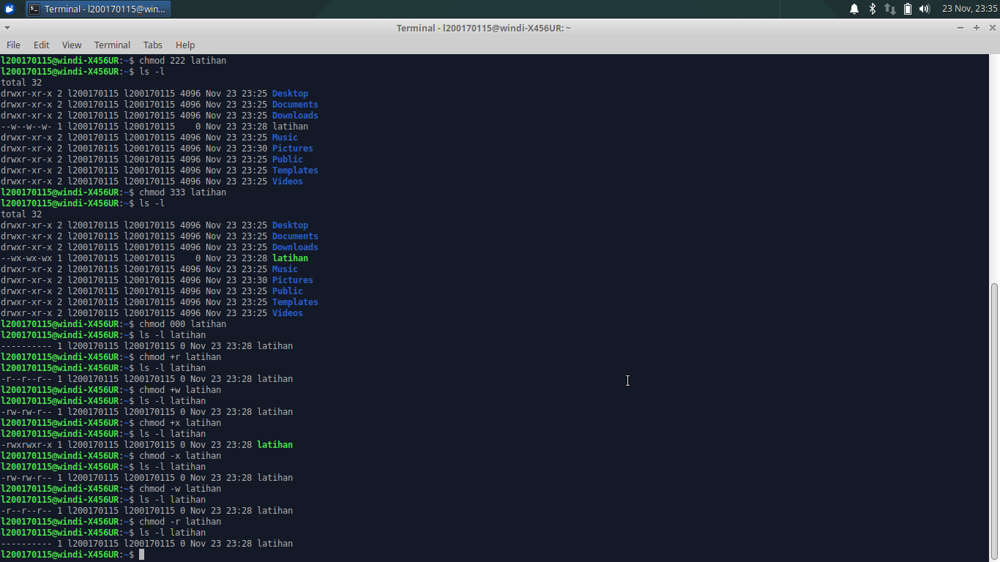 Terminal - l200170115@win...
23 Nov, 23:35
Terminal - l200170115@windi-X456UR: ~
File Edit View Terminal Tabs Help
l200170115@windi-X456UR:~$ chmod 222 latihan
l200170115@windi-X456UR:~$ ls -l
total 32
drwxr-xr-x 2 l200170115 l200170115 4096 Nov 23 23:25 Desktop
drwxr-xr-x 2 l200170115 l200170115 4096 Nov 23 23:25 Documents
drwxr-xr-x 2 l200170115 l200170115 4096 Nov 23 23:25 Downloads
--w--w--w- 1 l200170115 l200170115    0 Nov 23 23:28 latihan
drwxr-xr-x 2 l200170115 l200170115 4096 Nov 23 23:25 Music
drwxr-xr-x 2 l200170115 l200170115 4096 Nov 23 23:30 Pictures
drwxr-xr-x 2 l200170115 l200170115 4096 Nov 23 23:25 Public
drwxr-xr-x 2 l200170115 l200170115 4096 Nov 23 23:25 Templates
drwxr-xr-x 2 l200170115 l200170115 4096 Nov 23 23:25 Videos
l200170115@windi-X456UR:~$ chmod 333 latihan
l200170115@windi-X456UR:~$ ls -l
total 32
drwxr-xr-x 2 l200170115 l200170115 4096 Nov 23 23:25 Desktop
drwxr-xr-x 2 l200170115 l200170115 4096 Nov 23 23:25 Documents
drwxr-xr-x 2 l200170115 l200170115 4096 Nov 23 23:25 Downloads
--wx-wx-wx 1 l200170115 l200170115    0 Nov 23 23:28 latihan
drwxr-xr-x 2 l200170115 l200170115 4096 Nov 23 23:25 Music
drwxr-xr-x 2 l200170115 l200170115 4096 Nov 23 23:30 Pictures
drwxr-xr-x 2 l200170115 l200170115 4096 Nov 23 23:25 Public
drwxr-xr-x 2 l200170115 l200170115 4096 Nov 23 23:25 Templates
drwxr-xr-x 2 l200170115 l200170115 4096 Nov 23 23:25 Videos
l200170115@windi-X456UR:~$ chmod 000 latihan
l200170115@windi-X456UR:~$ ls -l latihan
---------- 1 l200170115 l200170115 0 Nov 23 23:28 latihan
l200170115@windi-X456UR:~$ chmod +r latihan
l200170115@windi-X456UR:~$ ls -l latihan
-r--r--r-- 1 l200170115 l200170115 0 Nov 23 23:28 latihan
l200170115@windi-X456UR:~$ chmod +w latihan
l200170115@windi-X456UR:~$ ls -l latihan
-rw-rw-r-- 1 l200170115 l200170115 0 Nov 23 23:28 latihan
l200170115@windi-X456UR:~$ chmod +x latihan
l200170115@windi-X456UR:~$ ls -l latihan
-rwxrwxr-x 1 l200170115 l200170115 0 Nov 23 23:28 latihan
l200170115@windi-X456UR:~$ chmod -x latihan
l200170115@windi-X456UR:~$ ls -l latihan
-rw-rw-r-- 1 l200170115 l200170115 0 Nov 23 23:28 latihan
l200170115@windi-X456UR:~$ chmod -w latihan
l200170115@windi-X456UR:~$ ls -l latihan
-r--r--r-- 1 l200170115 l200170115 0 Nov 23 23:28 latihan
l200170115@windi-X456UR:~$ chmod -r latihan
l200170115@windi-X456UR:~$ ls -l latihan
---------- 1 l200170115 l200170115 0 Nov 23 23:28 latihan
l200170115@windi-X456UR:~$